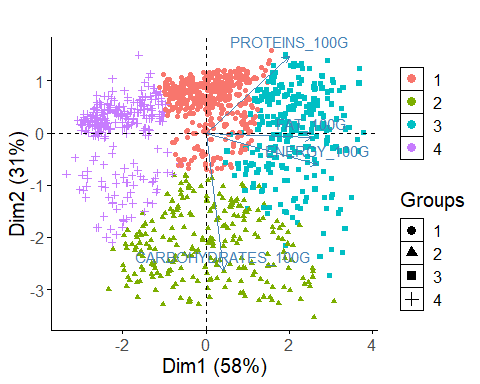 PROTEINS_100G
ENERGY_100G
CARBOHYDRATES_100G
1
0
-1
-2
-3
-2
0
2
4
Dim1 (58%)
Dim2 (31%)
1
2
3
4
Groups
1
2
3
4